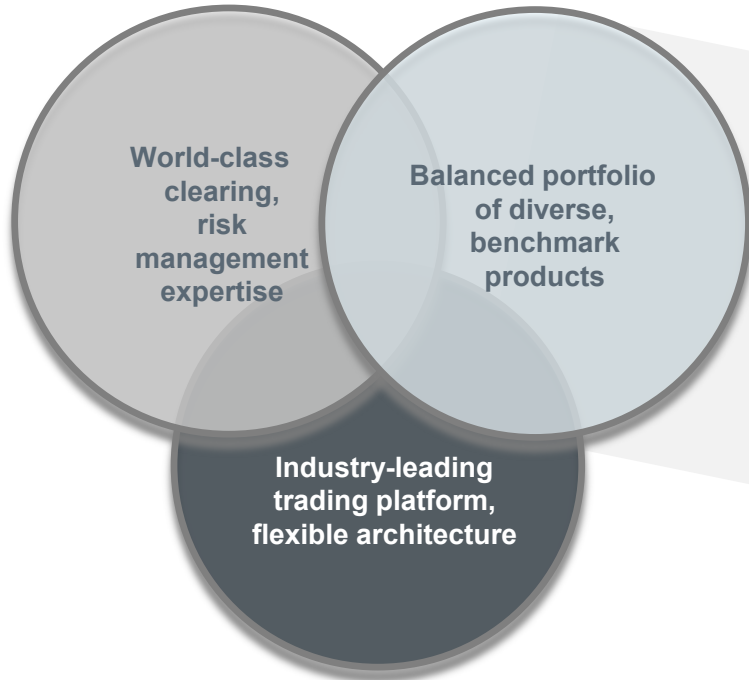 World-class
clearing,
risk
management
expertise
Balanced portfolio
of diverse,
benchmark
products
Industry-leading
trading platform,
flexible architecture